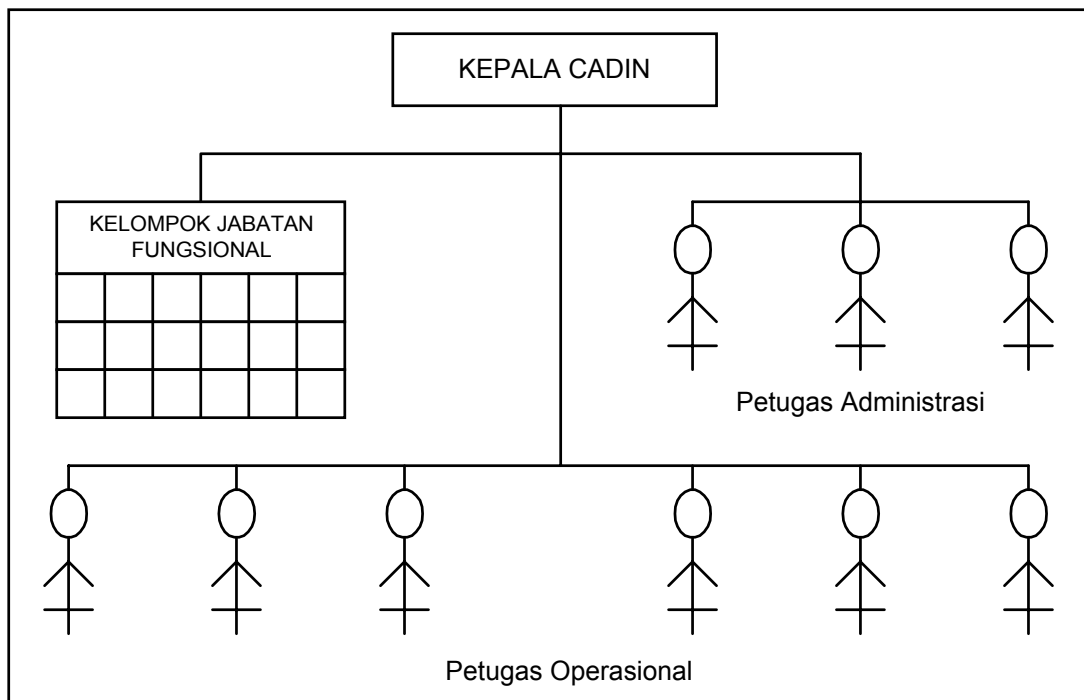 KEPALA CADIN
KELOMPOK JABATAN
FUNGSIONAL
Petugas Administrasi
Petugas Operasional